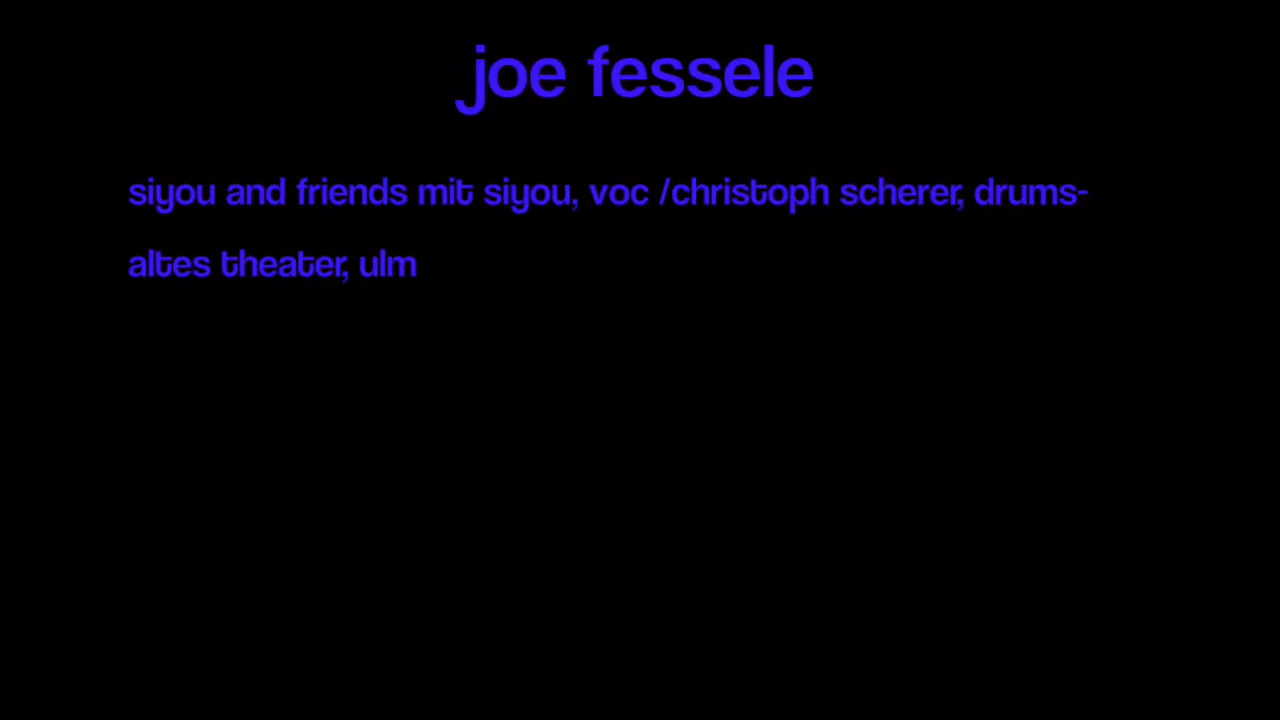 joe fessele
siyou and friends mit siyou, voc /christoph scherer, drums-
altes theater, ulm